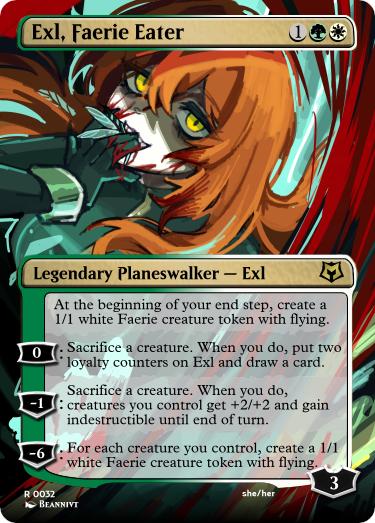 Exl, Faerie Eater 1
Legendary Planeswalker — Exl
At the beginning of your end step, create a
1/1 white Faerie creature token with flying.
0 : Sacrifice a creature. When you do, put two
loyalty counters on Exl and draw a card.
-1 : Sacrifice a creature. When you do,
creatures you control get +2/+2 and gain
indestructible until end of turn.
-6 : For each creature you control, create a 1/1
white Faerie creature token with flying.
3
R 0032 she/her
Beannivt